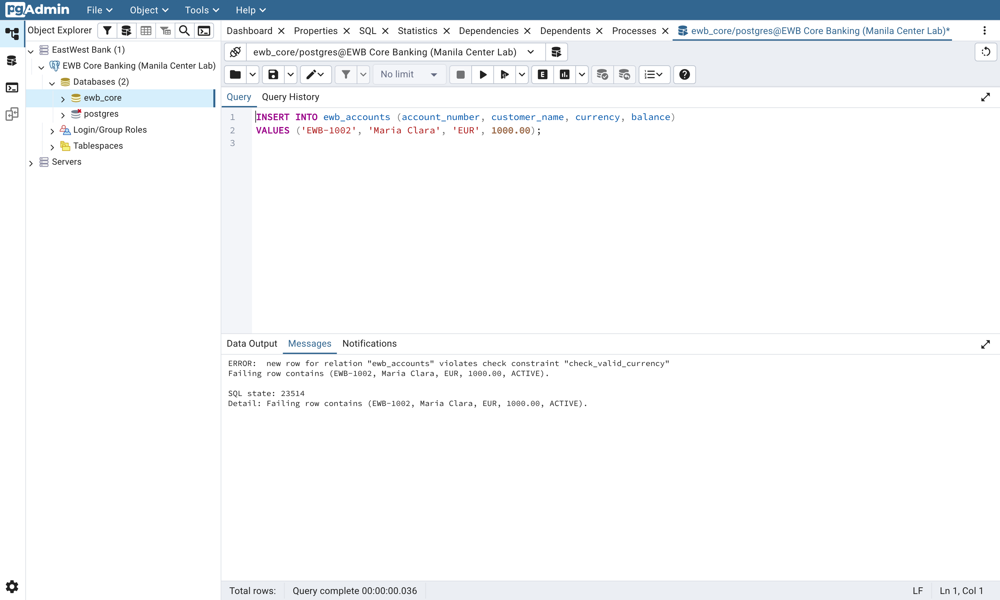 pgAdmin File Object Tools Help
Object Explorer
EastWest Bank (1)
EWB Core Banking (Manila Center Lab)
Databases (2)
ewb_core
postgres
Login/Group Roles
Tablespaces
Servers
Dashboard Properties SQL Statistics Dependencies Dependents Processes ewb_core/postgres@EWB Core Banking (Manila Center Lab)*
ewb_core/postgres@EWB Core Banking (Manila Center Lab)
No limit E
Query Query History
1 INSERT INTO ewb_accounts (account_number, customer_name, currency, balance)
2 VALUES ('EWB-1002', 'Maria Clara', 'EUR', 1000.00);
3
Data Output Messages Notifications
ERROR:  new row for relation "ewb_accounts" violates check constraint "check_valid_currency"
Failing row contains (EWB-1002, Maria Clara, EUR, 1000.00, ACTIVE).
SQL state: 23514
Detail: Failing row contains (EWB-1002, Maria Clara, EUR, 1000.00, ACTIVE).
Total rows: Query complete 00:00:00.036 LF Ln 1, Col 1